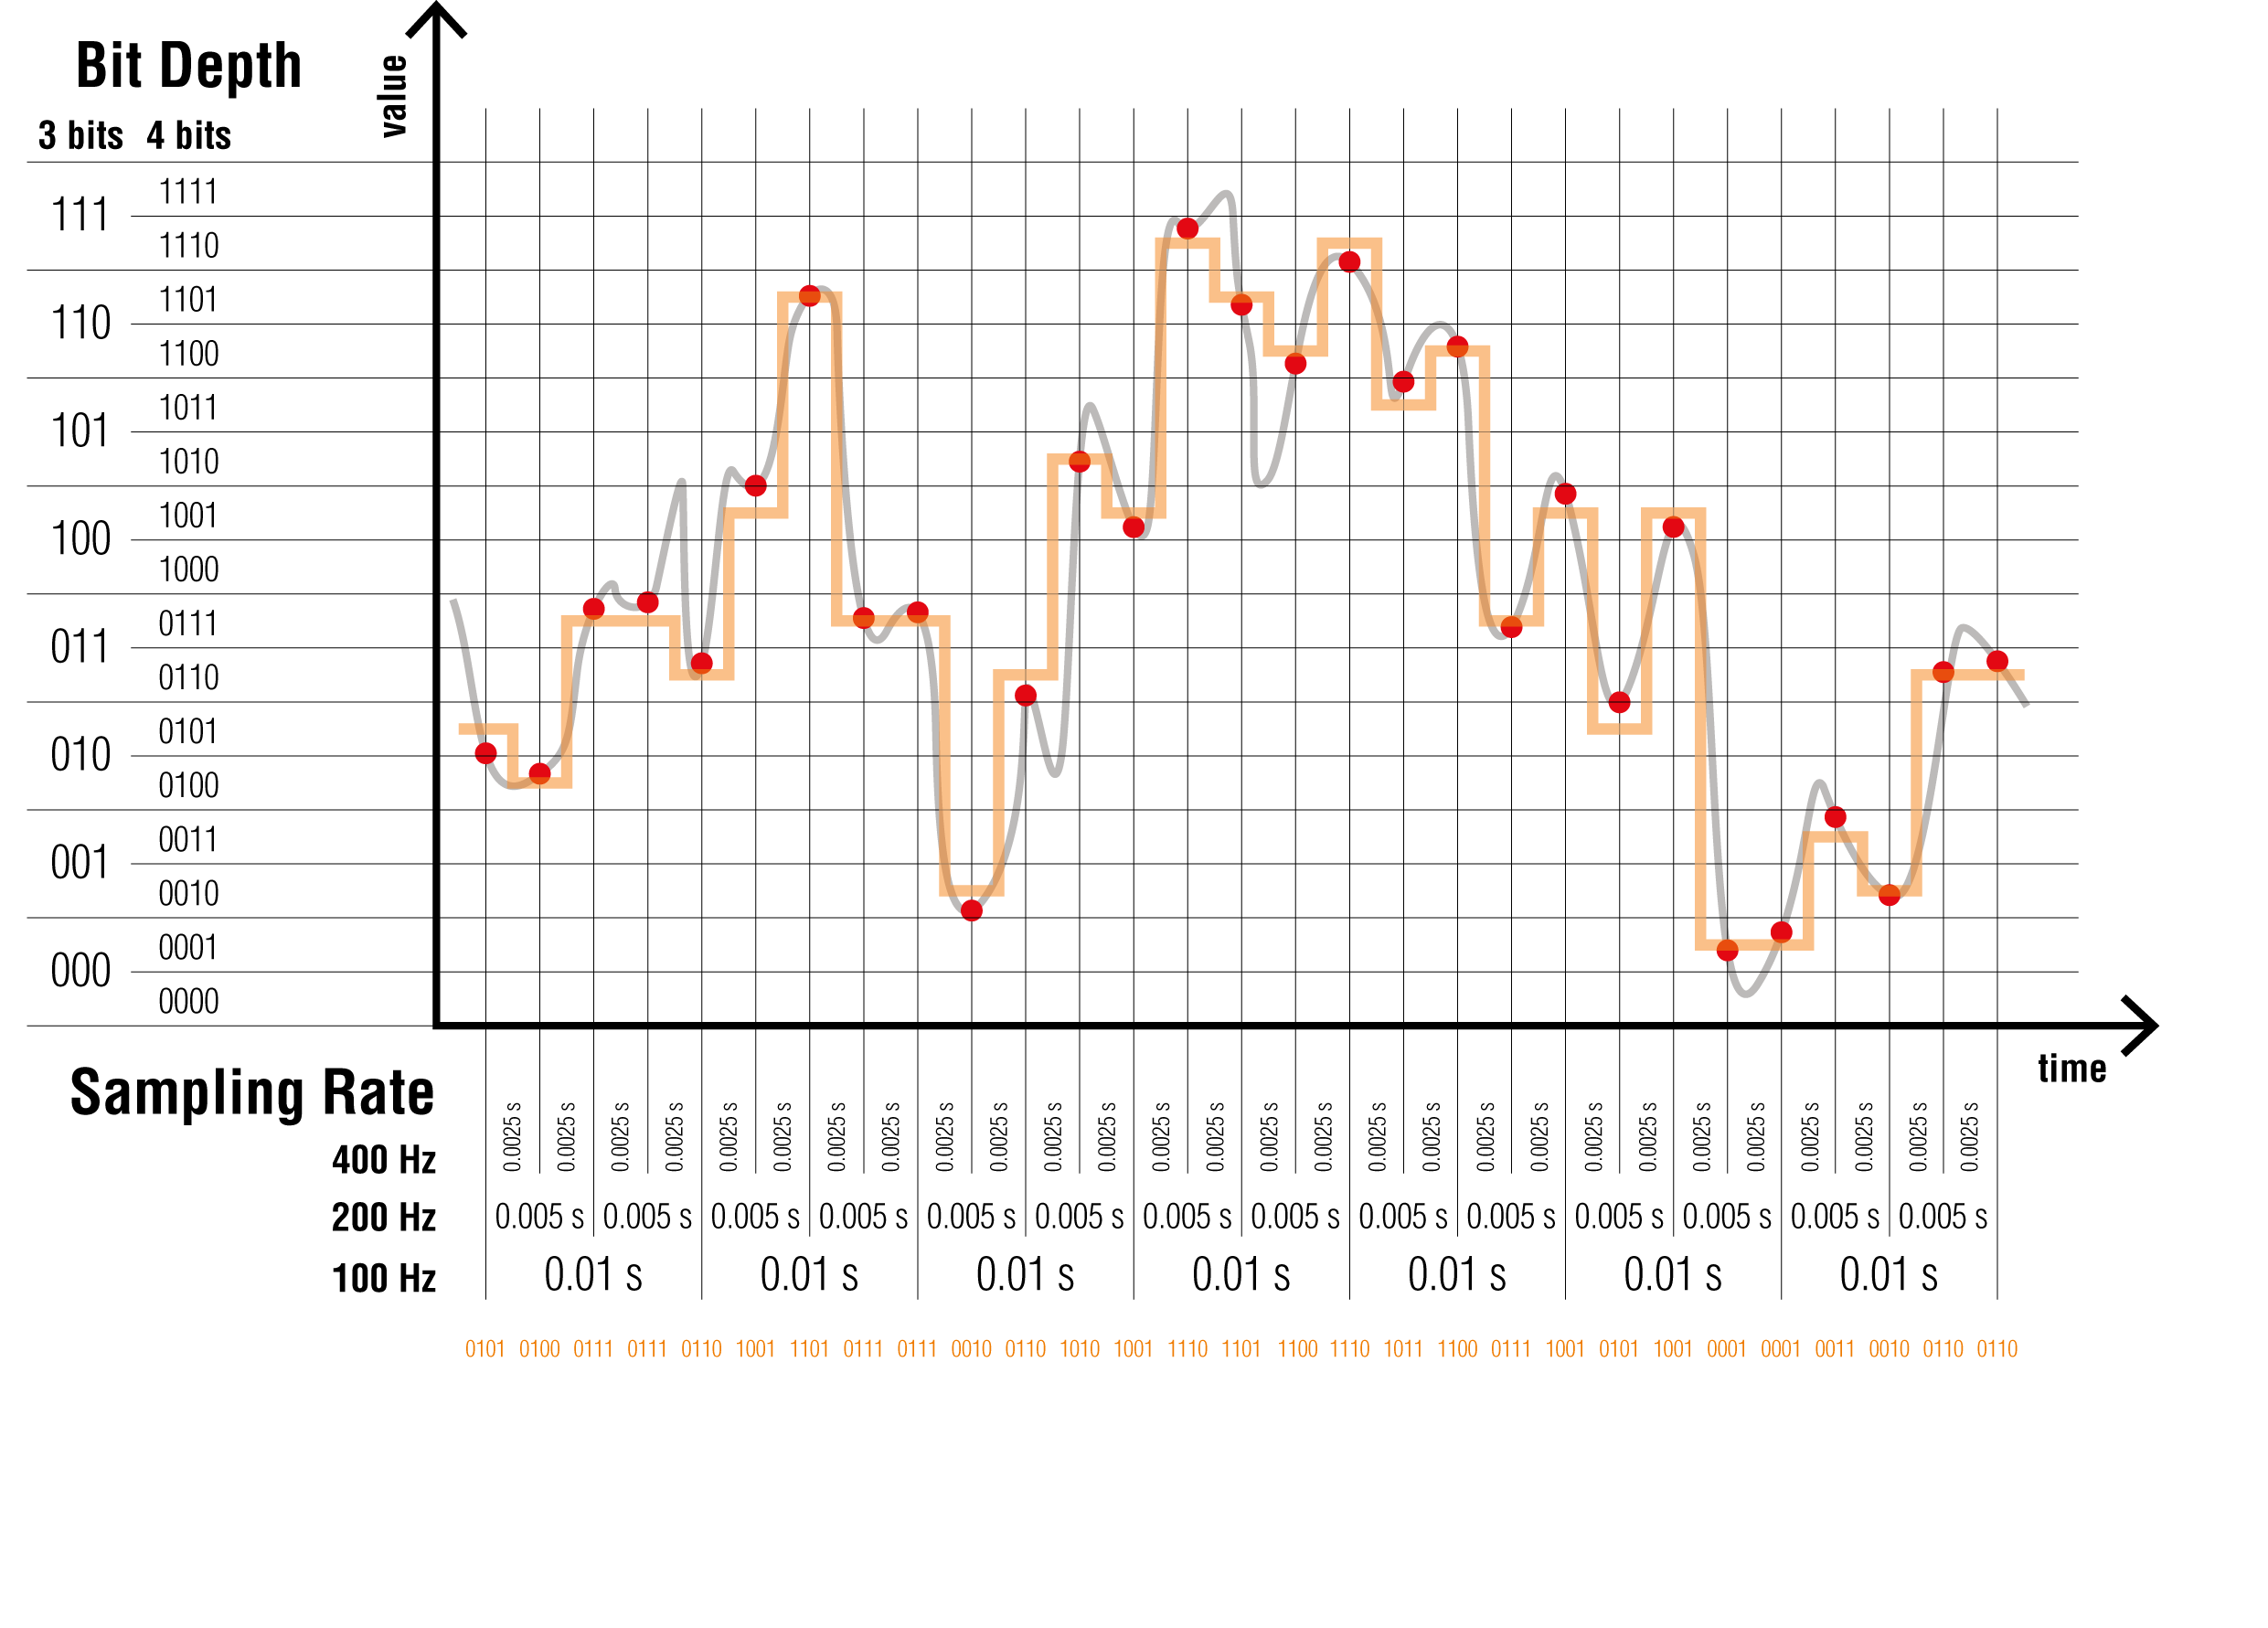 Bit Depth
value
3 bits 4 bits
111 1111
1110
110 1101
1100
101 1011
1010
100 1001
1000
011 0111
0110
010 0101
0100
001 0011
0010
000 0001
0000
time
Sampling Rate
400 Hz 0.0025 s 0.0025 s 0.0025 s 0.0025 s 0.0025 s 0.0025 s 0.0025 s 0.0025 s 0.0025 s 0.0025 s 0.0025 s 0.0025 s 0.0025 s 0.0025 s 0.0025 s 0.0025 s 0.0025 s 0.0025 s 0.0025 s 0.0025 s 0.0025 s 0.0025 s 0.0025 s 0.0025 s 0.0025 s 0.0025 s 0.0025 s 0.0025 s
200 Hz 0.005 s 0.005 s 0.005 s 0.005 s 0.005 s 0.005 s 0.005 s 0.005 s 0.005 s 0.005 s 0.005 s 0.005 s 0.005 s 0.005 s
100 Hz 0.01 s 0.01 s 0.01 s 0.01 s 0.01 s 0.01 s 0.01 s
0101 0100 0111 0111 0110 1001 1101 0111 0111 0010 0110 1010 1001 1110 1101 1100 1110 1011 1100 0111 1001 0101 1001 0001 0001 0011 0010 0110 0110